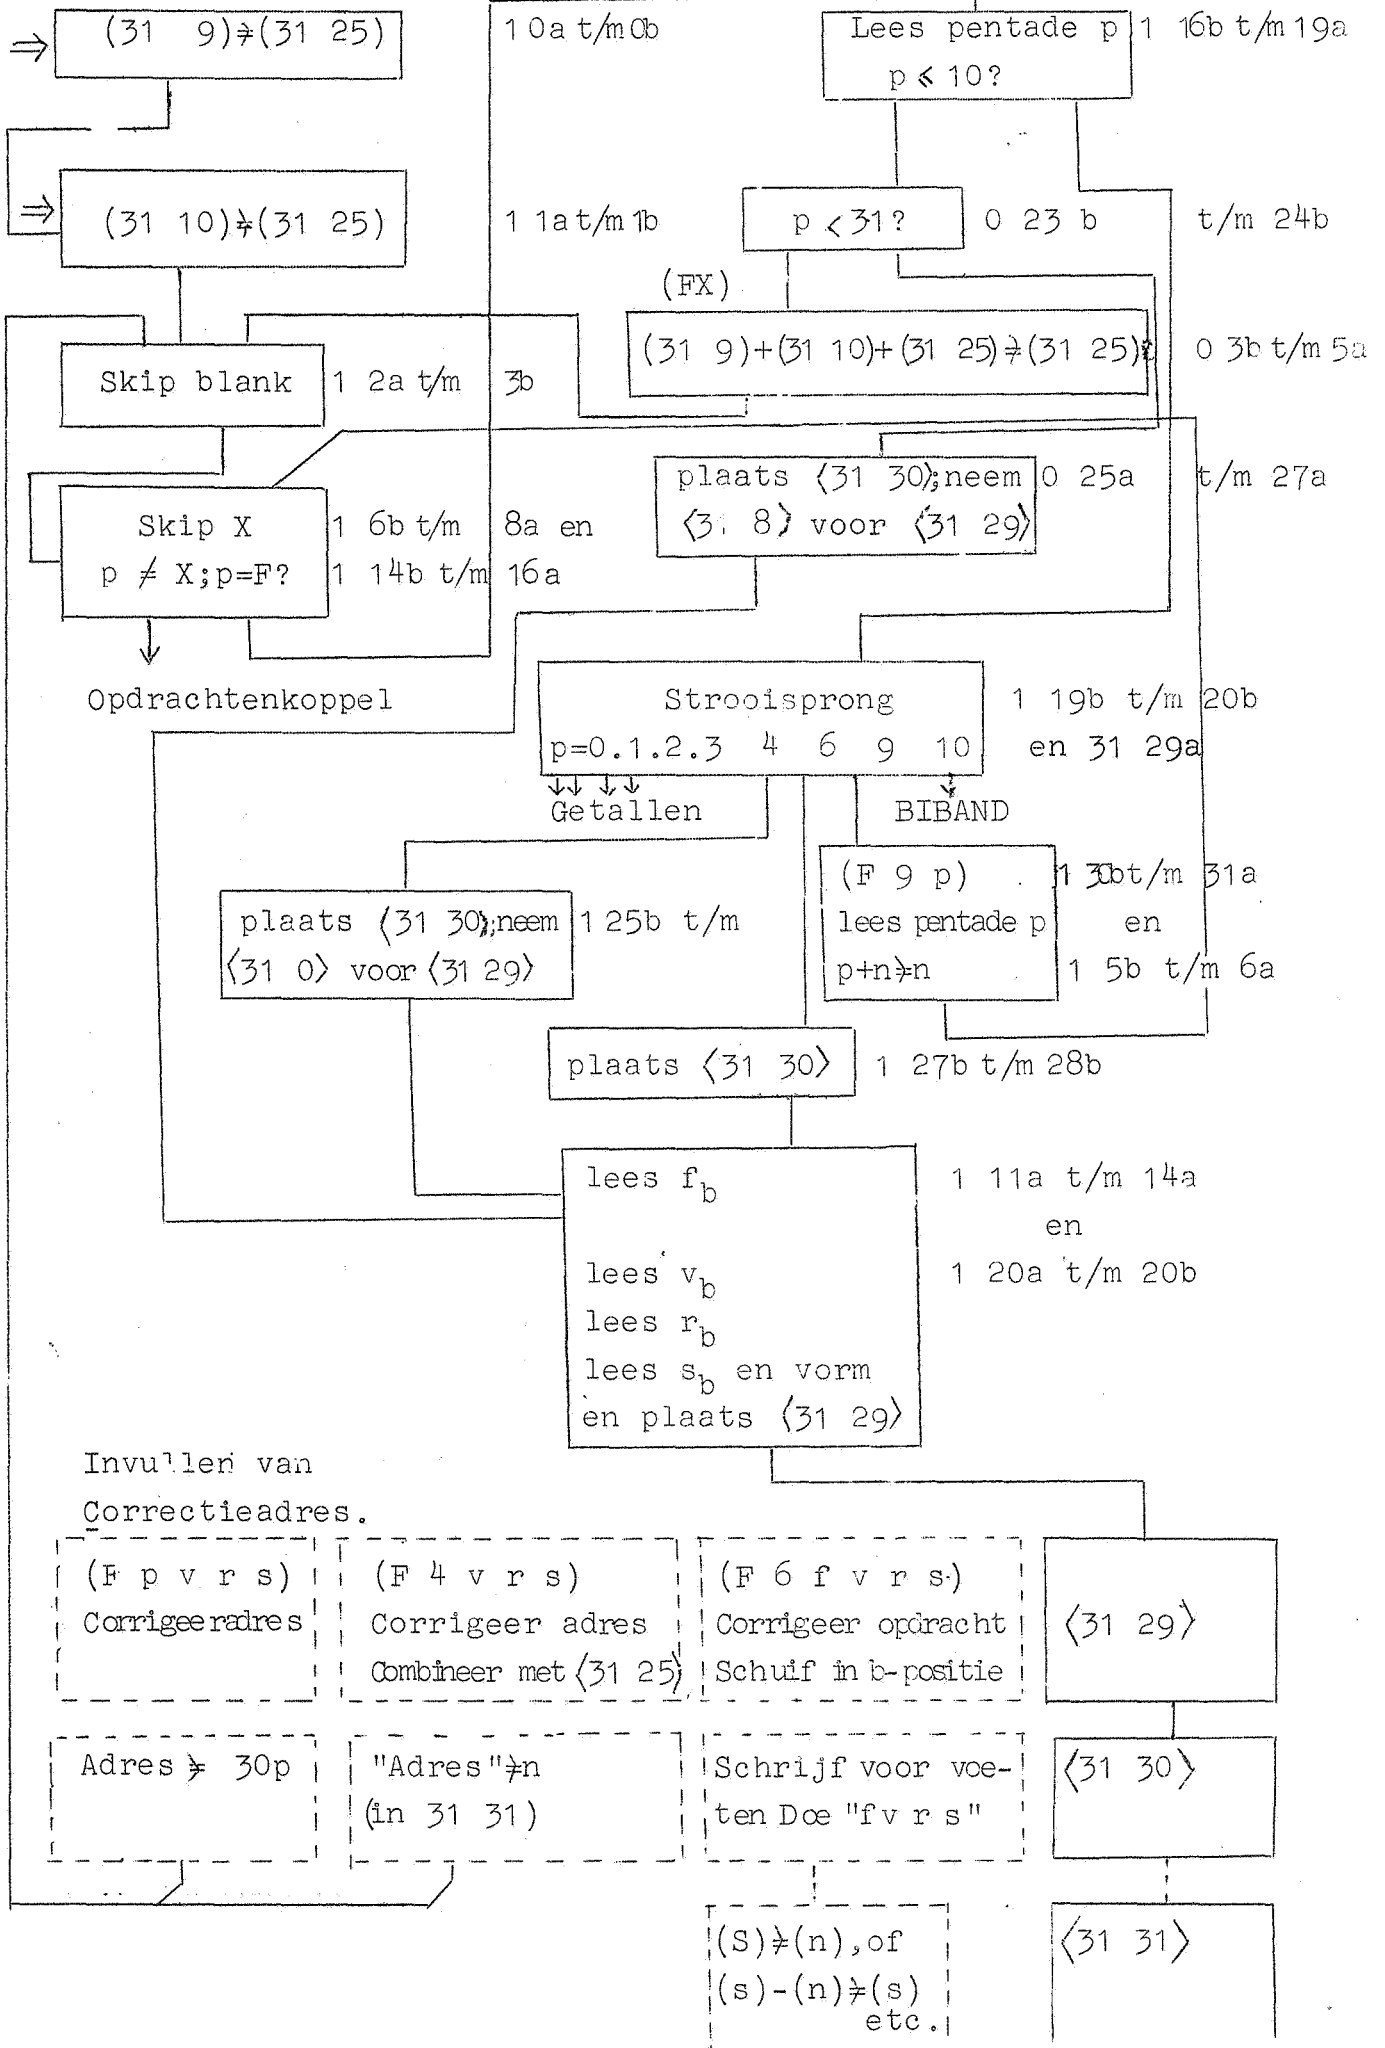 (31 9)⇒(31 25)
1 0a t/m 0b
Lees pentade p
p ≤ 10?
1 16b t/m 19a
(31 10)⇒(31 25)
1 1a t/m 1b
p < 31?
0 23 b t/m 24b
(FX)
(31 9)+(31 10)+(31 25)⇒(31 25)
0 3b t/m 5a
Skip blank
1 2a t/m 3b
Skip X
p ≠ X;p=F?
1 6b t/m 8a en
1 14b t/m 16a
plaats ⟨31 30⟩;neem
⟨3. 8⟩ voor ⟨31 29⟩
0 25a t/m 27a
Opdrachtenkoppel
Strooisprong
p=0.1.2.3 4 6 9 10
1 19b t/m 20b
en 31 29a
Getallen
BIBAND
(F 9 p)
lees pentade p
p+n⇒n
1 30b t/m 31a
en
1 5b t/m 6a
plaats ⟨31 30⟩;neem
⟨31 0⟩ voor ⟨31 29⟩
1 25b t/m
plaats ⟨31 30⟩
1 27b t/m 28b
lees f_b
lees v_b
lees r_b
lees s_b en vorm
en plaats ⟨31 29⟩
1 11a t/m 14a
en
1 20a t/m 20b
Invullen van
Correctieadres.
(F p v r s)
Corrigeeradres
(F 4 v r s)
Corrigeer adres
Combineer met ⟨31 25⟩
(F 6 f v r s)
Corrigeer opdracht
Schuif in b-positie
⟨31 29⟩
Adres ⇒ 30p
"Adres"⇒n
(in 31 31)
Schrijf voor voe-
ten Doe "f v r s"
⟨31 30⟩
(S)⇒(n),of
(s)-(n)⇒(s)
etc.
⟨31 31⟩